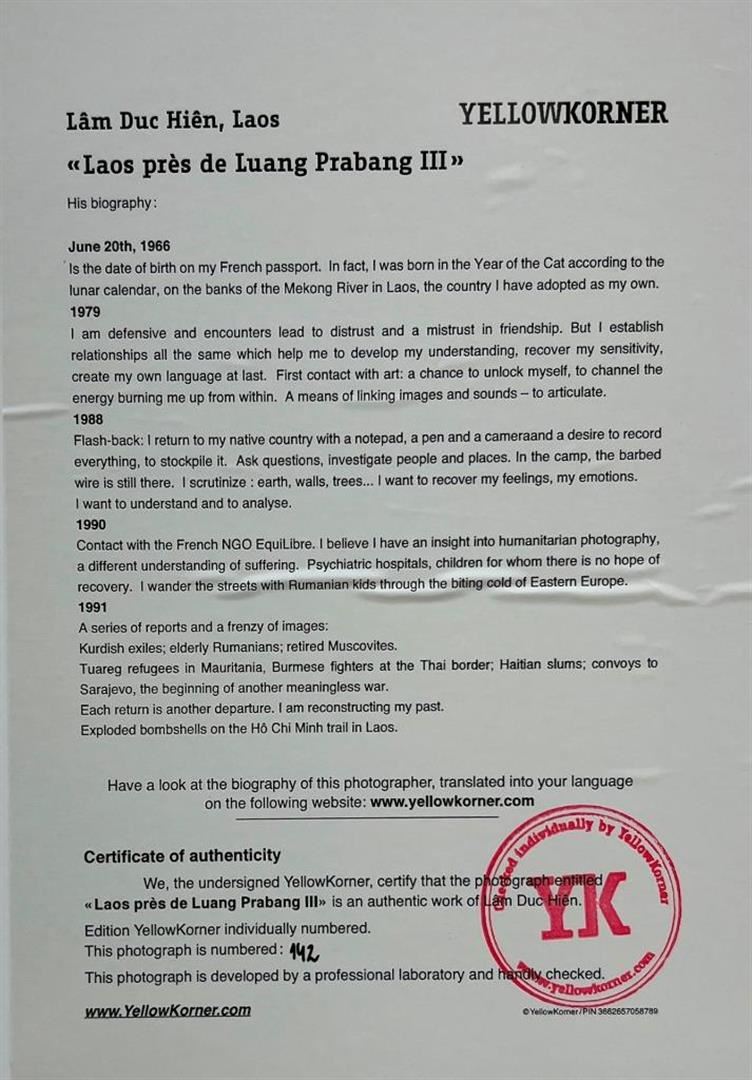 Lâm Duc Hiên, Laos
YELLOWKORNER
«Laos près de Luang Prabang III»
His biography:
June 20th, 1966
Is the date of birth on my French passport. In fact, I was born in the Year of the Cat according to the
lunar calendar, on the banks of the Mekong River in Laos, the country I have adopted as my own.
1979
I am defensive and encounters lead to distrust and a mistrust in friendship. But I establish
relationships all the same which help me to develop my understanding, recover my sensitivity,
create my own language at last. First contact with art: a chance to unlock myself, to channel the
energy burning me up from within. A means of linking images and sounds – to articulate.
1988
Flash-back: I return to my native country with a notepad, a pen and a cameraand a desire to record
everything, to stockpile it. Ask questions, investigate people and places. In the camp, the barbed
wire is still there. I scrutinize : earth, walls, trees... I want to recover my feelings, my emotions.
I want to understand and to analyse.
1990
Contact with the French NGO EquiLibre. I believe I have an insight into humanitarian photography,
a different understanding of suffering. Psychiatric hospitals, children for whom there is no hope of
recovery. I wander the streets with Rumanian kids through the biting cold of Eastern Europe.
1991
A series of reports and a frenzy of images:
Kurdish exiles; elderly Rumanians; retired Muscovites.
Tuareg refugees in Mauritania, Burmese fighters at the Thai border; Haitian slums; convoys to
Sarajevo, the beginning of another meaningless war.
Each return is another departure. I am reconstructing my past.
Exploded bombshells on the Hô Chi Minh trail in Laos.
Have a look at the biography of this photographer, translated into your language
on the following website: www.yellowkorner.com
Certificate of authenticity
We, the undersigned YellowKorner, certify that the photograph entitled
«Laos près de Luang Prabang III» is an authentic work of Lâm Duc Hiên.
Edition YellowKorner individually numbered.
This photograph is numbered: 142
This photograph is developed by a professional laboratory and handly checked.
www.YellowKorner.com
©YellowKorner/PIN 3662657058789
Checked individually by YellowKorner
YK
www.yellowkorner.com